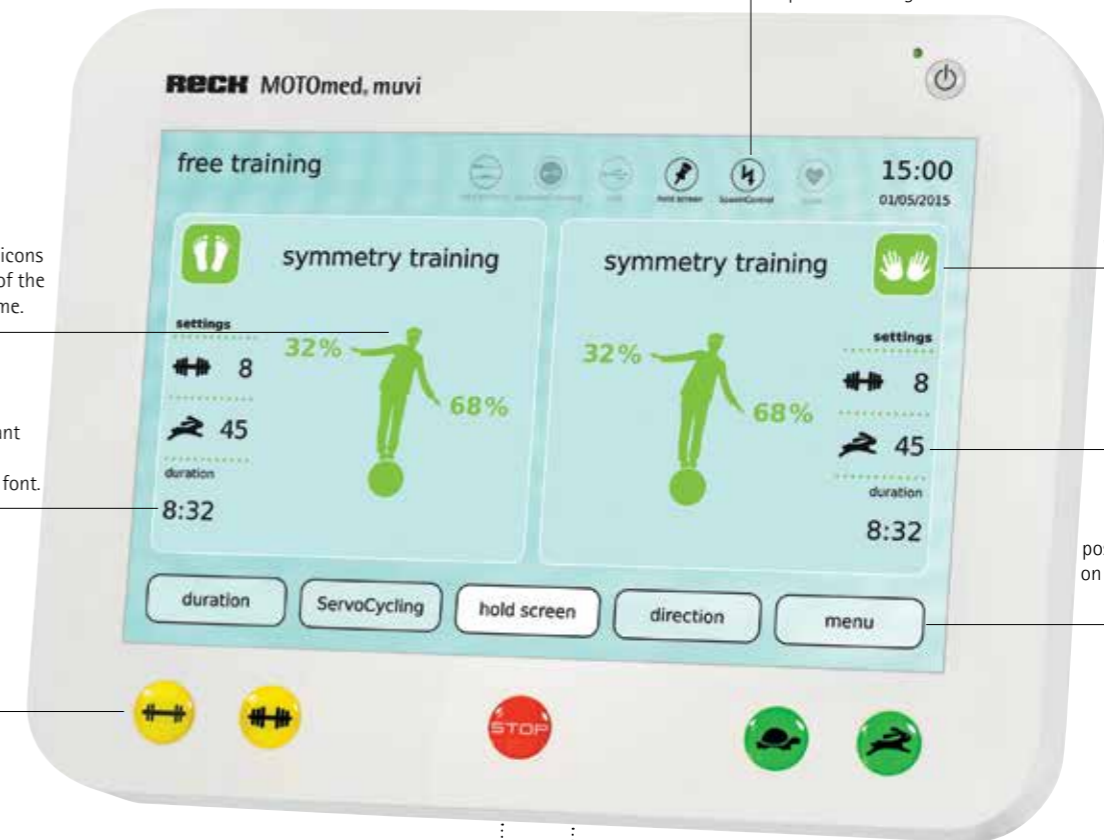 RECK MOTOmed. muvi
free training
hold screen SpasmControl
15:00
01/05/2015
icons
of the
me.
symmetry training
settings
8
45
duration
8:32
32%
68%
symmetry training
32%
68%
settings
8
45
duration
8:32
ant
font.
pos
on
duration ServoCycling hold screen direction menu
STOP